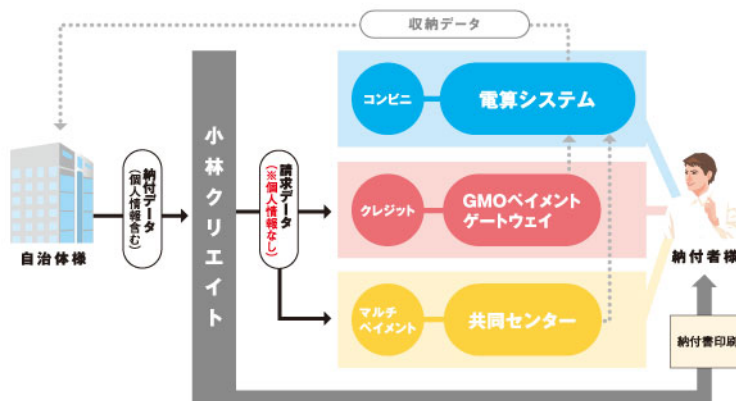 収納データ
コンビニ
電算システム
小林クリエイト
納付データ
(個人情報含む)
請求データ
(※個人情報なし)
クレジット
GMOペイメント
ゲートウェイ
自治体様
納付者様
マルチ
ペイメント
共同センター
納付書印刷